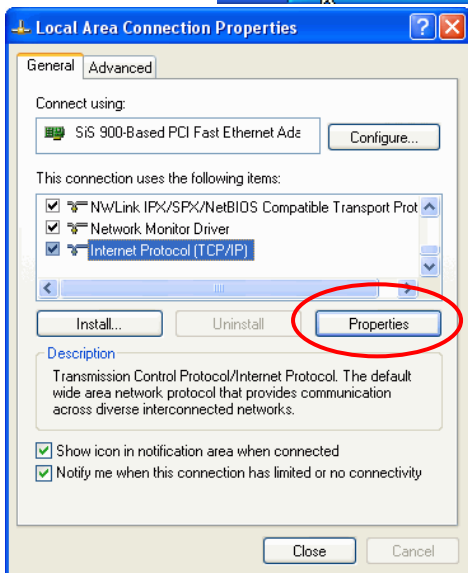 Local Area Connection Properties
General Advanced
Connect using:
SiS 900-Based PCI Fast Ethernet Ada
Configure...
This connection uses the following items:
NWLink IPX/SPX/NetBIOS Compatible Transport Prot
Network Monitor Driver
Internet Protocol (TCP/IP)
Install... Uninstall Properties
Description
Transmission Control Protocol/Internet Protocol. The default
wide area network protocol that provides communication
across diverse interconnected networks.
Show icon in notification area when connected
Notify me when this connection has limited or no connectivity
Close Cancel